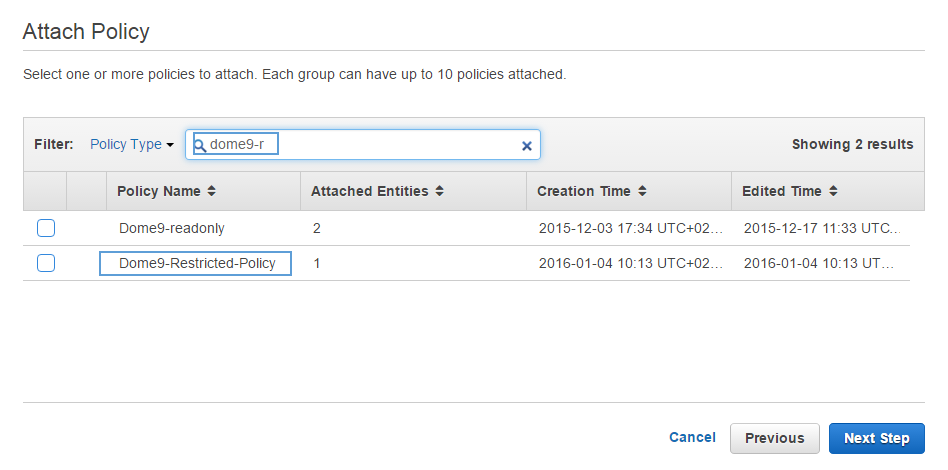 Attach Policy
Select one or more policies to attach. Each group can have up to 10 policies attached.
Filter: Policy Type dome9-r Showing 2 results
Policy Name Attached Entities Creation Time Edited Time
Dome9-readonly 2 2015-12-03 17:34 UTC+02... 2015-12-17 11:33 UTC...
Dome9-Restricted-Policy 1 2016-01-04 10:13 UTC+02... 2016-01-04 10:13 UT...
Cancel Previous Next Step